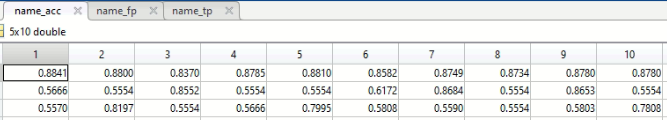 name_acc name_fp name_tp
5x10 double
1 2 3 4 5 6 7 8 9 10
0.8841 0.8800 0.8370 0.8785 0.8810 0.8582 0.8749 0.8734 0.8780 0.8780
0.5666 0.5554 0.8552 0.5554 0.5554 0.6172 0.8684 0.5554 0.8653 0.5554
0.5570 0.8197 0.5554 0.5666 0.7995 0.5808 0.5590 0.5554 0.5803 0.7808